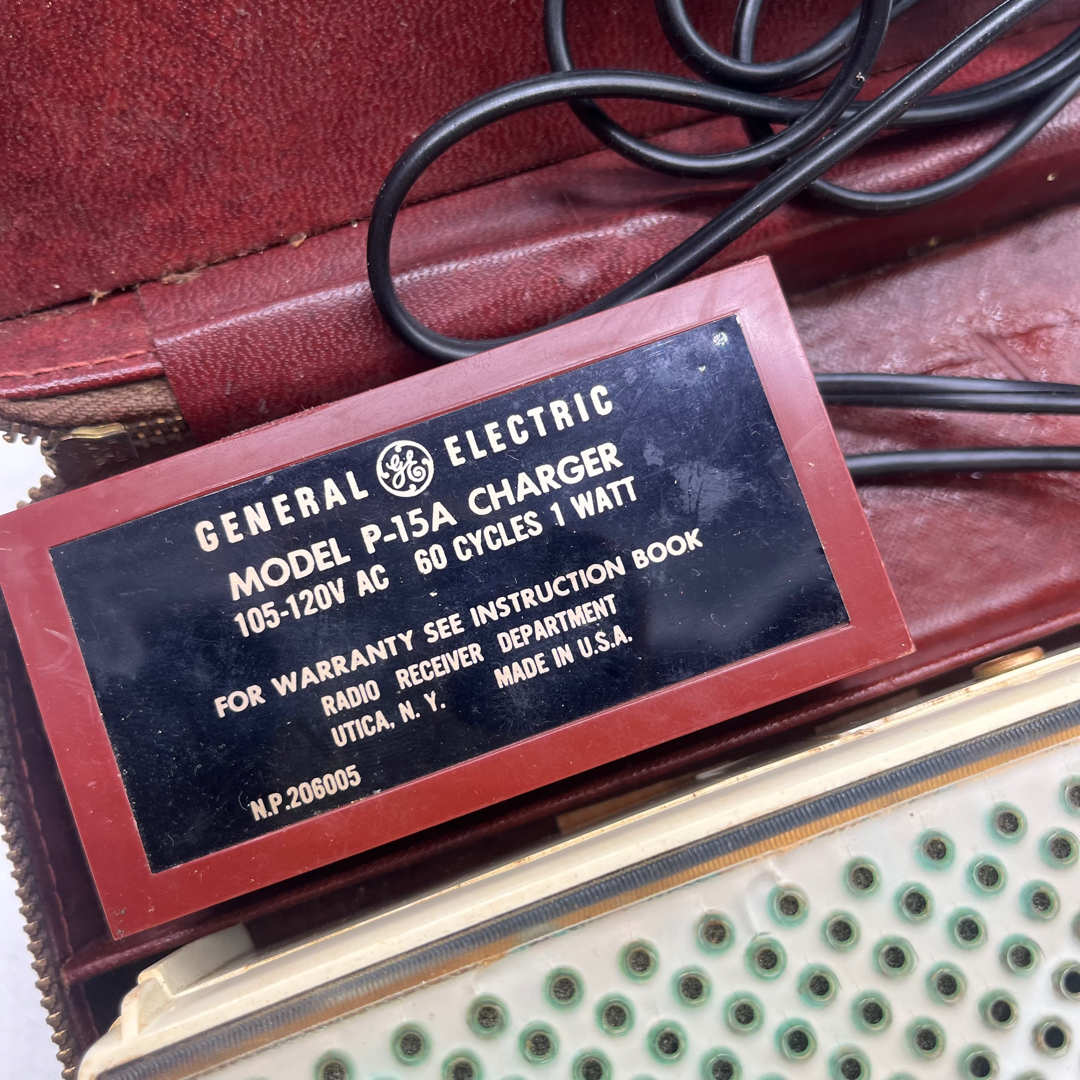 GENERAL GE ELECTRIC
MODEL P-15A CHARGER
105-120V AC 60 CYCLES 1 WATT
FOR WARRANTY SEE INSTRUCTION BOOK
RADIO RECEIVER DEPARTMENT
UTICA, N. Y. MADE IN U.S.A.
N.P.206005